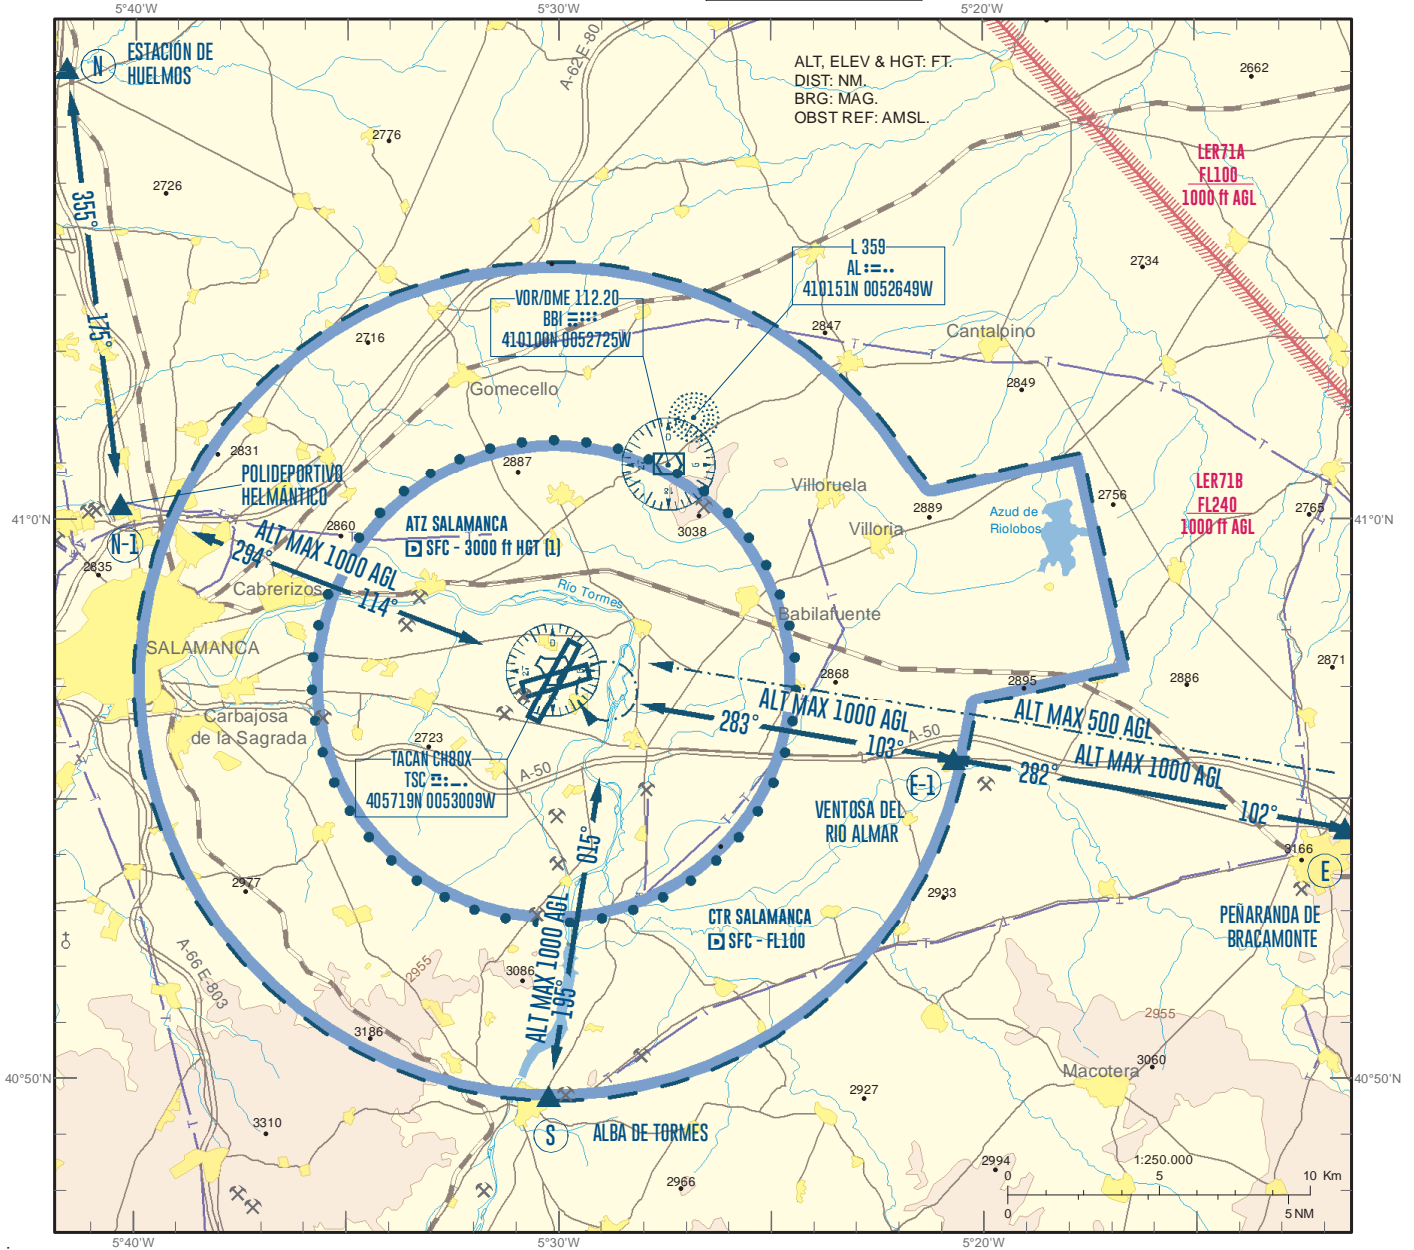 5°40'W
5°30'W
5°20'W
N
ESTACIÓN DE
HUELMOS
A-62 E-80
ALT, ELEV & HGT: FT.
DIST: NM.
BRG: MAG.
OBST REF: AMSL.
2662
2776
2726
355°
175°
LER71A
FL100
1000 ft AGL
L 359
AL
410151N 0052649W
2734
VOR/DME 112.20
BBI
410100N 0052725W
2716
2847
Cantalpino
2849
Gomecello
2831
2887
POLIDEPORTIVO
HELMÁNTICO
Villoruela
2889
2756
LER71B
FL240
1000 ft AGL
2765
41°0'N
41°0'N
N-1
2860
ATZ SALAMANCA
D SFC - 3000 ft HGT (1)
3038
Villoria
Azud de
Riolobos
ALT MAX 1000 AGL
294°
114°
2835
Cabrerizos
Rio Tormes
Babilafuente
SALAMANCA
2868
2895
2886
2871
Carbajosa
de la Sagrada
2723
ALT MAX 1000 AGL
283°
103°
A-50
ALT MAX 500 AGL
ALT MAX 1000 AGL
282°
102°
TACAN CH80X
TSC
405719N 0053009W
A-50
E-1
VENTOSA DEL
RIO ALMAR
015°
195°
ALT MAX 1000 AGL
3166
E
PEÑARANDA DE
BRACAMONTE
2977
2933
CTR SALAMANCA
D SFC - FL100
A-66 E-803
2955
3086
3186
2955
3060
Macotera
40°50'N
40°50'N
2927
3310
S
ALBA DE TORMES
2966
2994
1:250.000
0
5
10 Km
0
5 NM
5°40'W
5°30'W
5°20'W